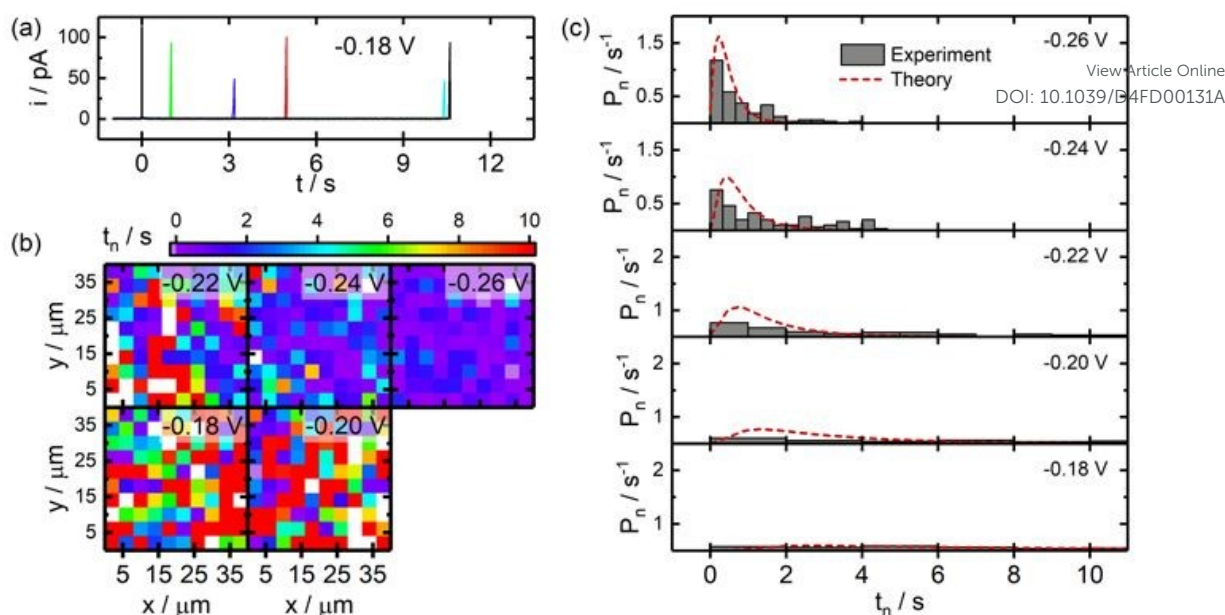 (a)
-0.18 V
i / pA
100
50
0
0 3 6 9 12
t / s
(b)
t_n / s
0 2 4 6 8 10
-0.22 V
-0.24 V
-0.26 V
y / μm
35
25
15
5
-0.18 V
-0.20 V
y / μm
35
25
15
5
5 15 25 35
5 15 25 35
x / μm
x / μm
(c)
-0.26 V
Experiment
Theory
P_n / s⁻¹
1.5
0.5
-0.24 V
P_n / s⁻¹
1.5
0.5
-0.22 V
P_n / s⁻¹
2
1
-0.20 V
P_n / s⁻¹
2
1
-0.18 V
P_n / s⁻¹
2
1
0 2 4 6 8 10
t_n / s
View Article Online
DOI: 10.1039/D4FD00131A